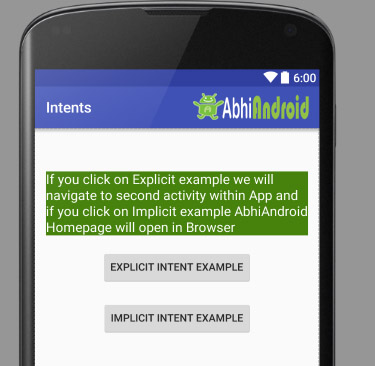 6:00
Intents
AbhiAndroid
If you click on Explicit example we will
navigate to second activity within App and
if you click on Implicit example AbhiAndroid
Homepage will open in Browser
EXPLICIT INTENT EXAMPLE
IMPLICIT INTENT EXAMPLE